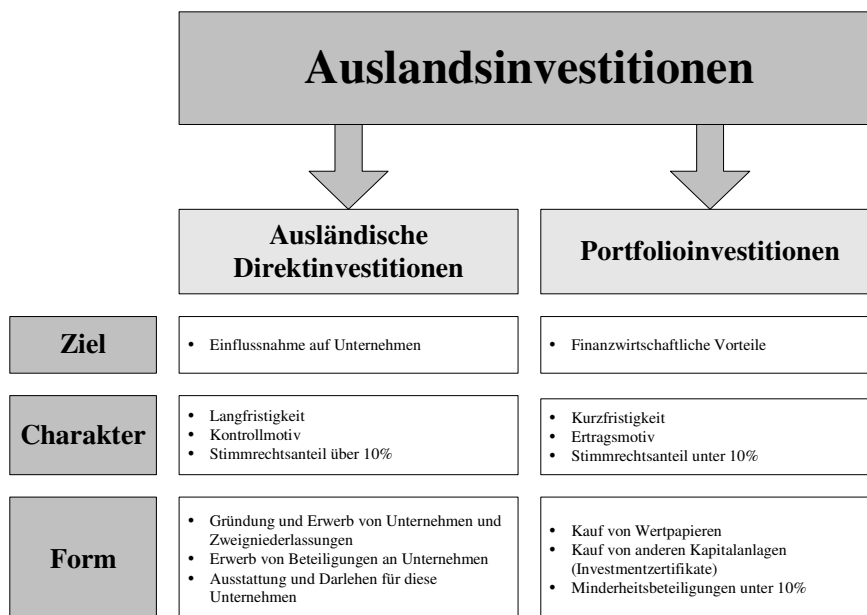 Auslandsinvestitionen
Ausländische
Direktinvestitionen
Portfolioinvestitionen
Ziel
• Einflussnahme auf Unternehmen
• Finanzwirtschaftliche Vorteile
Charakter
• Langfristigkeit
• Kontrollmotiv
• Stimmrechtsanteil über 10%
• Kurzfristigkeit
• Ertragsmotiv
• Stimmrechtsanteil unter 10%
Form
• Gründung und Erwerb von Unternehmen und
Zweigniederlassungen
• Erwerb von Beteiligungen an Unternehmen
• Ausstattung und Darlehen für diese
Unternehmen
• Kauf von Wertpapieren
• Kauf von anderen Kapitalanlagen
(Investmentzertifikate)
• Minderheitsbeteiligungen unter 10%